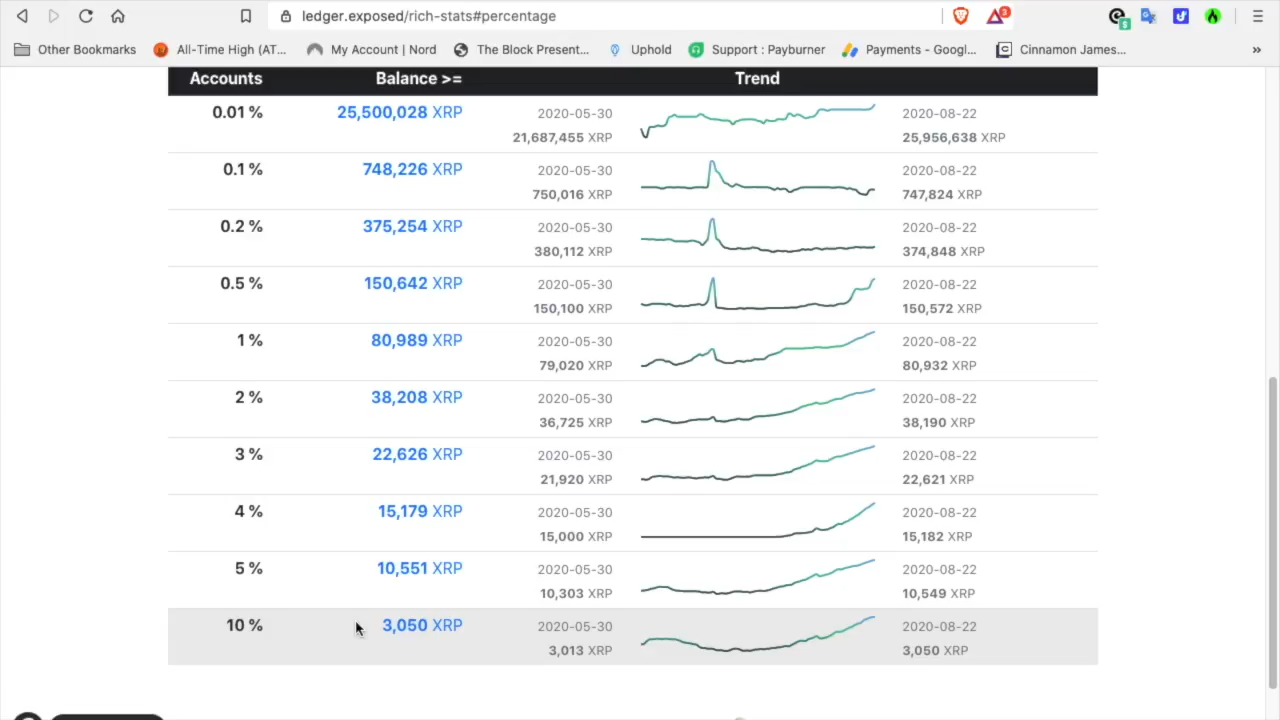 ledger.exposed/rich-stats#percentage
3
$
Other Bookmarks
All-Time High (AT...
My Account | Nord
The Block Present...
Uphold
Support : Payburner
Payments - Googl...
Cinnamon James...
»
Accounts Balance >= Trend
0.01 % 25,500,028 XRP 2020-05-30 2020-08-22
21,687,455 XRP 25,956,638 XRP
0.1 % 748,226 XRP 2020-05-30 2020-08-22
750,016 XRP 747,824 XRP
0.2 % 375,254 XRP 2020-05-30 2020-08-22
380,112 XRP 374,848 XRP
0.5 % 150,642 XRP 2020-05-30 2020-08-22
150,100 XRP 150,572 XRP
1 % 80,989 XRP 2020-05-30 2020-08-22
79,020 XRP 80,932 XRP
2 % 38,208 XRP 2020-05-30 2020-08-22
36,725 XRP 38,190 XRP
3 % 22,626 XRP 2020-05-30 2020-08-22
21,920 XRP 22,621 XRP
4 % 15,179 XRP 2020-05-30 2020-08-22
15,000 XRP 15,182 XRP
5 % 10,551 XRP 2020-05-30 2020-08-22
10,303 XRP 10,549 XRP
10 % 3,050 XRP 2020-05-30 2020-08-22
3,013 XRP 3,050 XRP